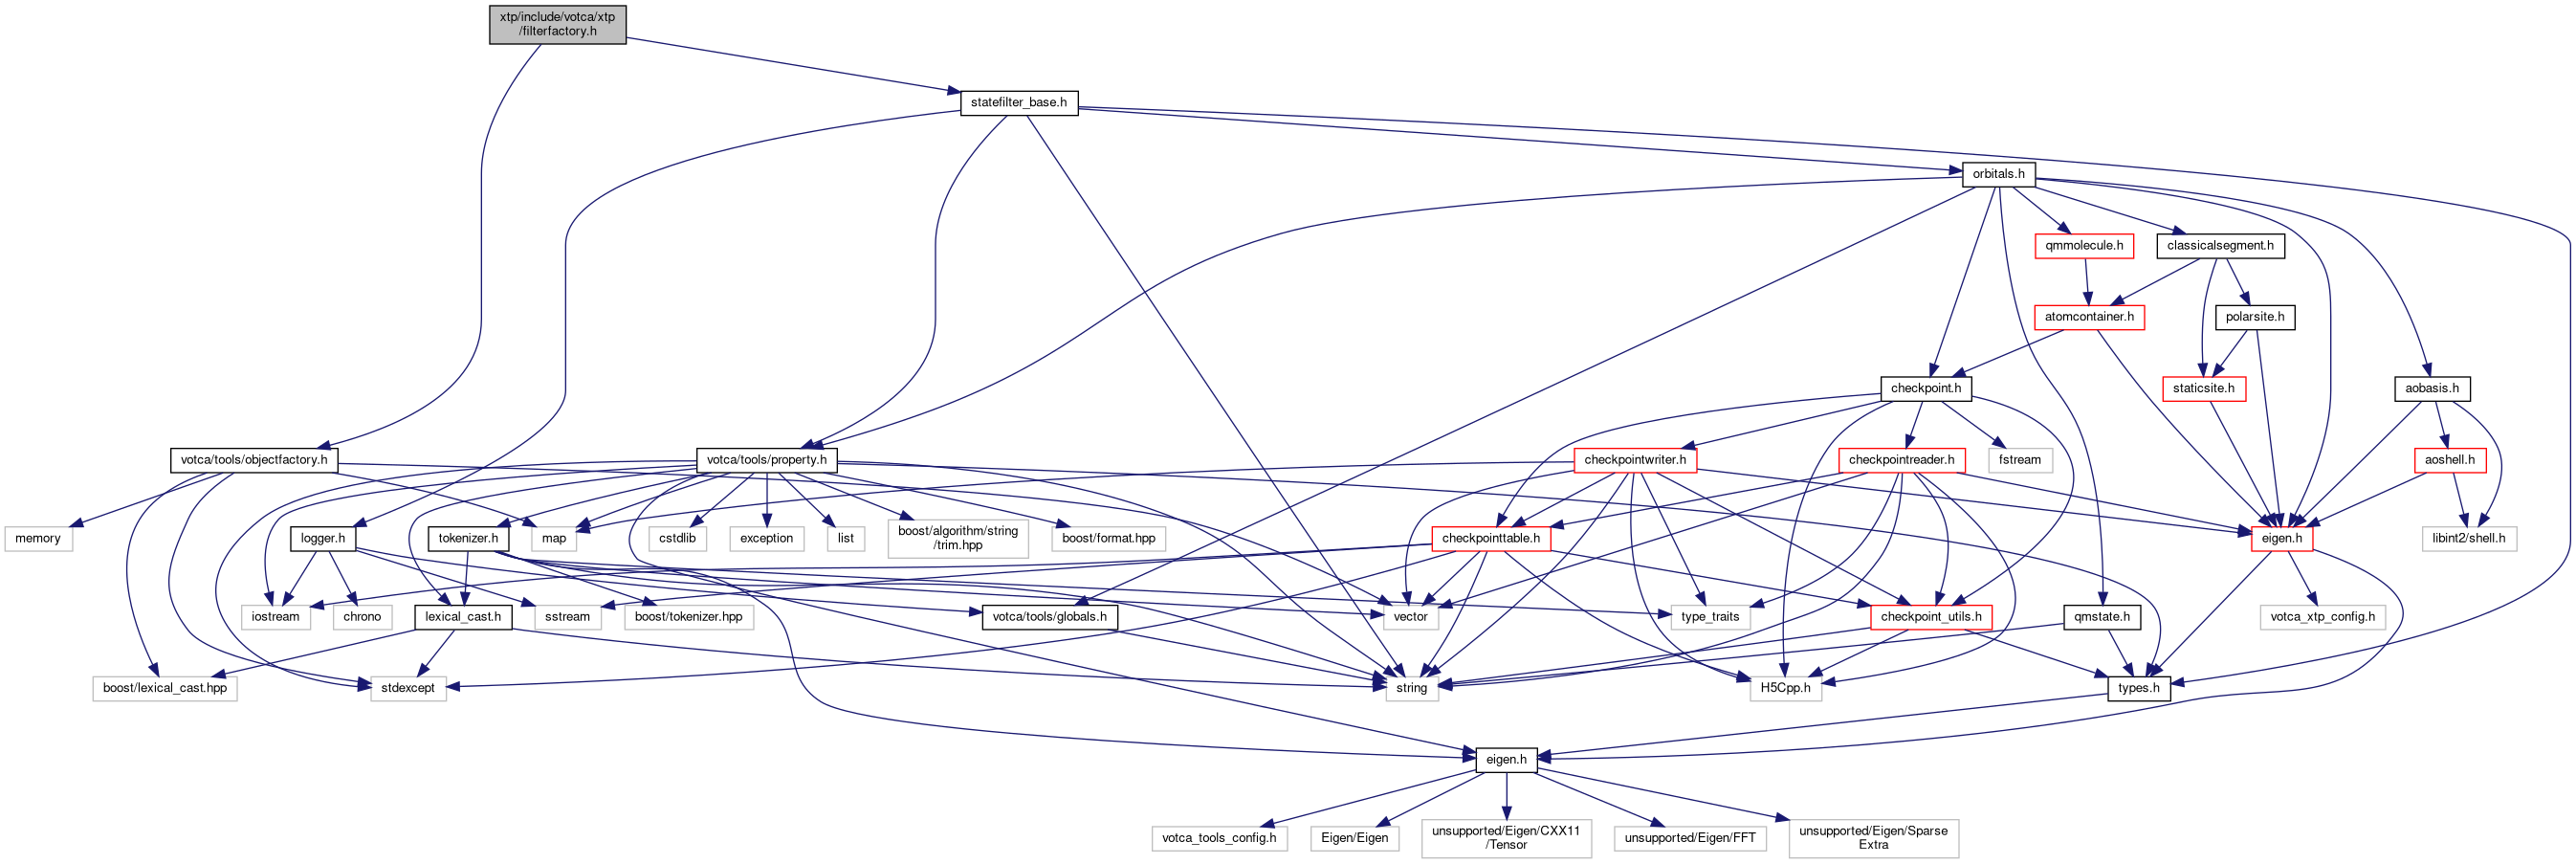 xtp/include/votca/xtp
/filterfactory.h
statefilter_base.h
orbitals.h
qmmolecule.h
classicalsegment.h
atomcontainer.h
polarsite.h
checkpoint.h
staticsite.h
aobasis.h
votca/tools/objectfactory.h
votca/tools/property.h
checkpointwriter.h
checkpointreader.h
fstream
aoshell.h
memory
logger.h
tokenizer.h
map
cstdlib
exception
list
boost/algorithm/string
/trim.hpp
boost/format.hpp
checkpointtable.h
eigen.h
libint2/shell.h
iostream
chrono
lexical_cast.h
sstream
boost/tokenizer.hpp
votca/tools/globals.h
vector
type_traits
checkpoint_utils.h
qmstate.h
votca_xtp_config.h
boost/lexical_cast.hpp
stdexcept
string
H5Cpp.h
types.h
eigen.h
votca_tools_config.h
Eigen/Eigen
unsupported/Eigen/CXX11
/Tensor
unsupported/Eigen/FFT
unsupported/Eigen/Sparse
Extra